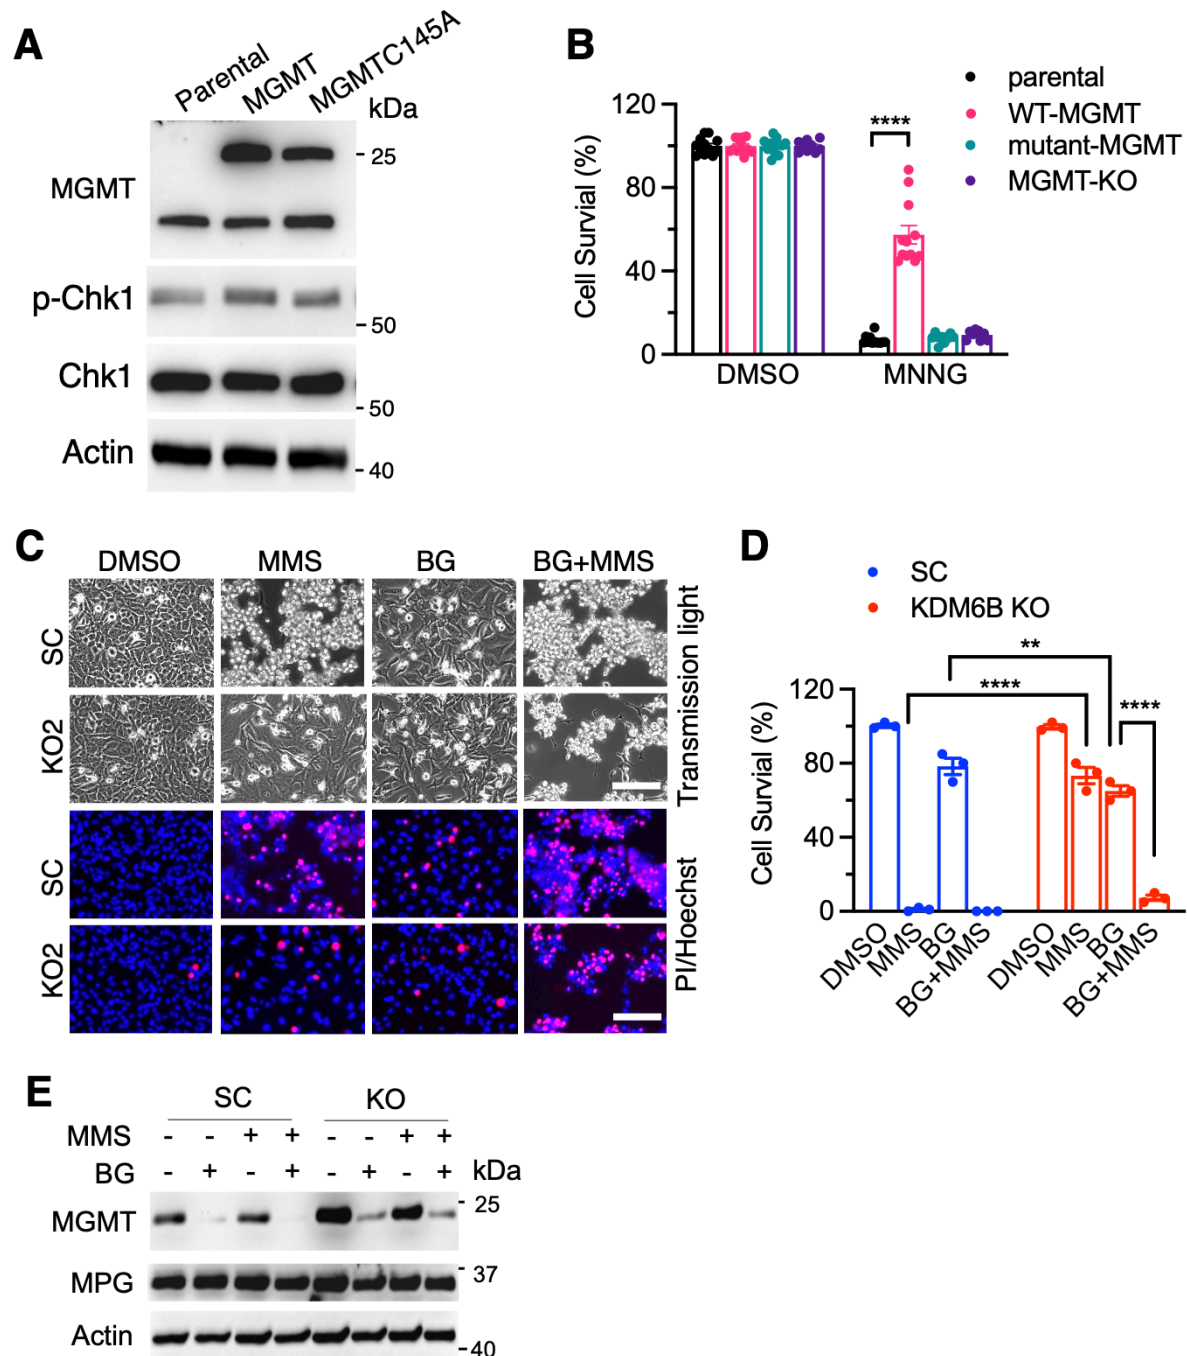 A
Parental
MGMT
MGMTC145A
kDa
MGMT
25
p-Chk1
50
Chk1
50
Actin
40
B
parental
WT-MGMT
mutant-MGMT
MGMT-KO
Cell Survial (%)
120
80
40
0
****
DMSO
MNNG
C
DMSO
MMS
BG
BG+MMS
SC
KO2
Transmission light
SC
KO2
PI/Hoechst
D
SC
KDM6B KO
**
****
****
Cell Survial (%)
120
80
40
0
DMSO
MMS
BG
BG+MMS
DMSO
MMS
BG
BG+MMS
E
SC
KO
MMS - - + + - - + +
BG - + - + - + - +
kDa
MGMT
25
MPG
37
Actin
40